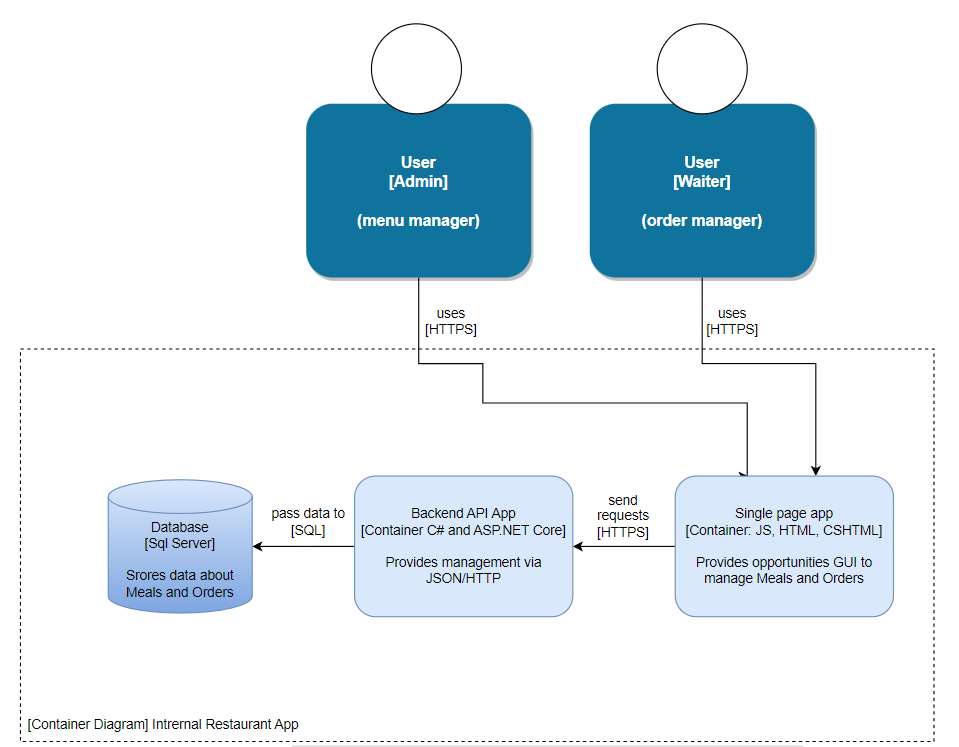 User
[Admin]
(menu manager)
User
[Waiter]
(order manager)
uses
[HTTPS]
uses
[HTTPS]
Database
[Sql Server]
Srores data about
Meals and Orders
pass data to
[SQL]
Backend API App
[Container C# and ASP.NET Core]
Provides management via
JSON/HTTP
send
requests
[HTTPS]
Single page app
[Container: JS, HTML, CSHTML]
Provides opportunities GUI to
manage Meals and Orders
[Container Diagram] Intrernal Restaurant App